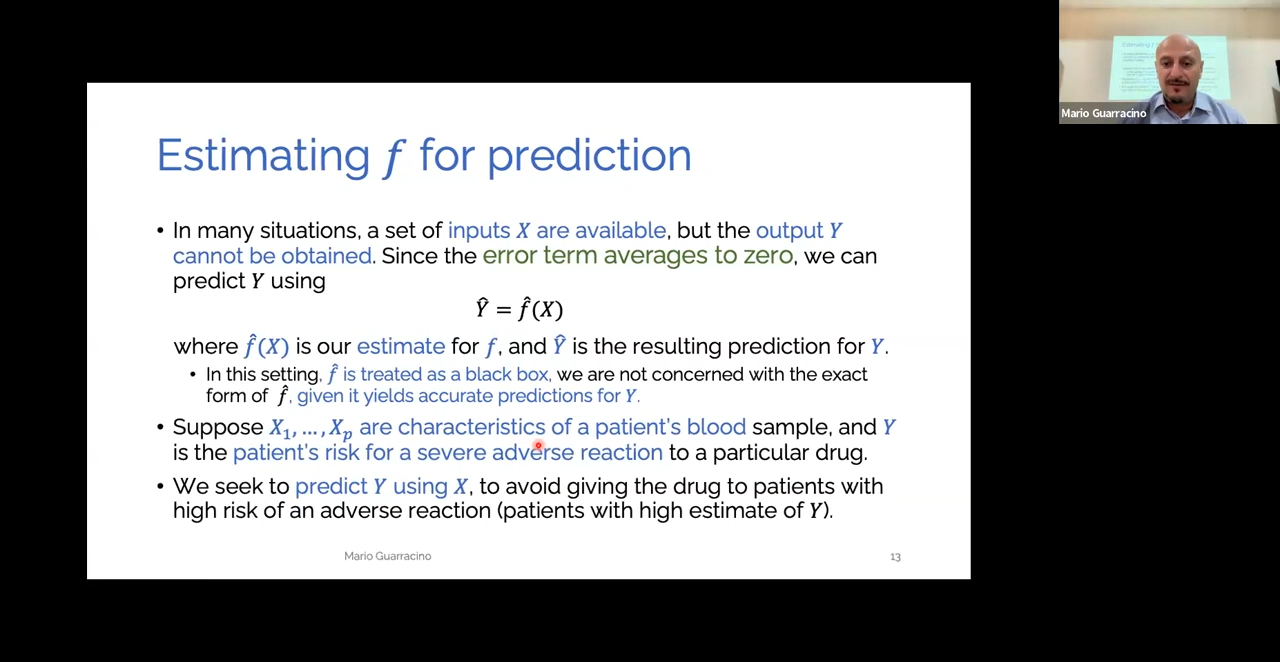 Estimating f for prediction
• In many situations, a set of inputs X are available, but the output Y
cannot be obtained. Since the error term averages to zero, we can
predict Y using
Ŷ = f̂(X)
where f̂(X) is our estimate for f, and Ŷ is the resulting prediction for Y.
• In this setting, f̂ is treated as a black box, we are not concerned with the exact
form of f̂, given it yields accurate predictions for Y.
• Suppose X₁, ..., Xₚ are characteristics of a patient's blood sample, and Y
is the patient's risk for a severe adverse reaction to a particular drug.
• We seek to predict Y using X, to avoid giving the drug to patients with
high risk of an adverse reaction (patients with high estimate of Y).
Mario Guarracino
13
Mario Guarracino